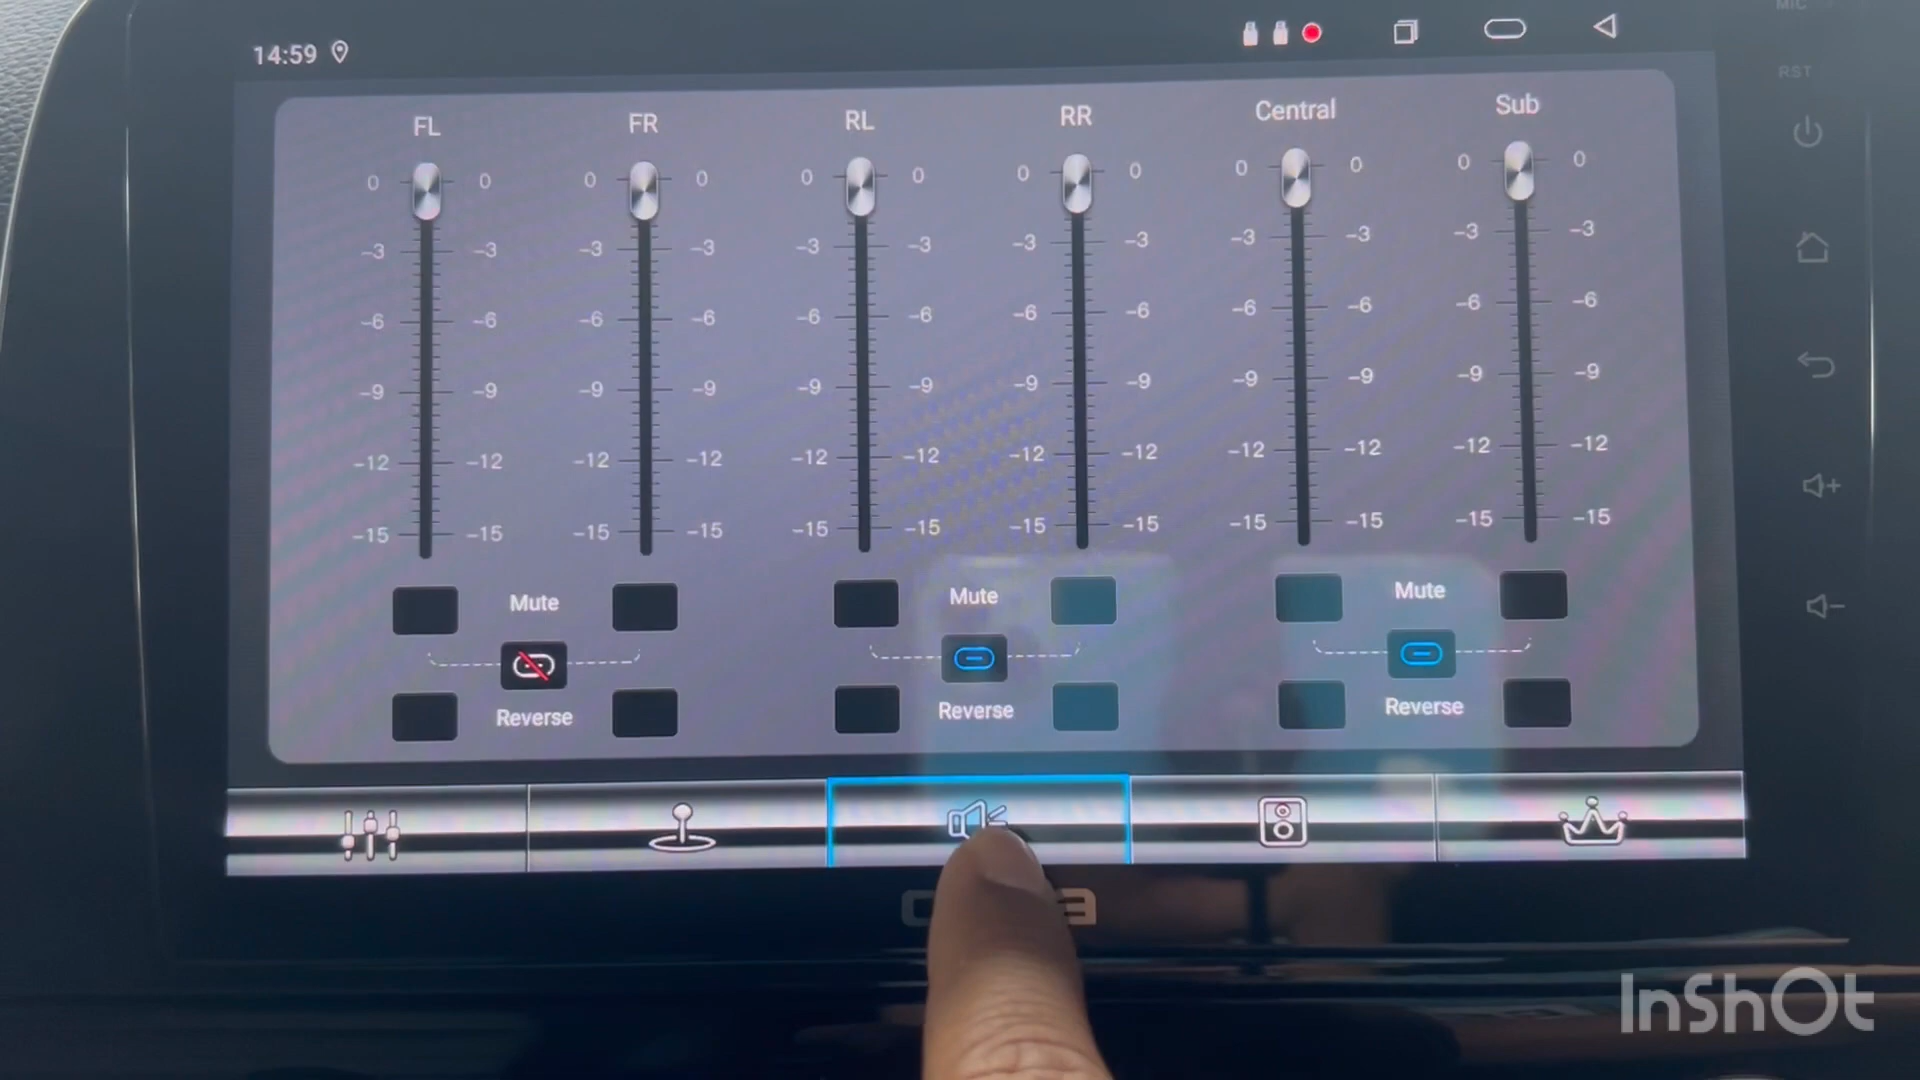 MIC
14:59
RST
FL FR RL RR Central Sub
0 0 0 0 0 0 0 0 0 0 0 0
-3 -3 -3 -3 -3 -3 -3 -3 -3 -3 -3 -3
-6 -6 -6 -6 -6 -6 -6 -6 -6 -6 -6 -6
-9 -9 -9 -9 -9 -9 -9 -9 -9 -9 -9 -9
-12 -12 -12 -12 -12 -12 -12 -12 -12 -12 -12 -12
-15 -15 -15 -15 -15 -15 -15 -15 -15 -15 -15 -15
Mute Mute Mute
Reverse Reverse Reverse
InShOt